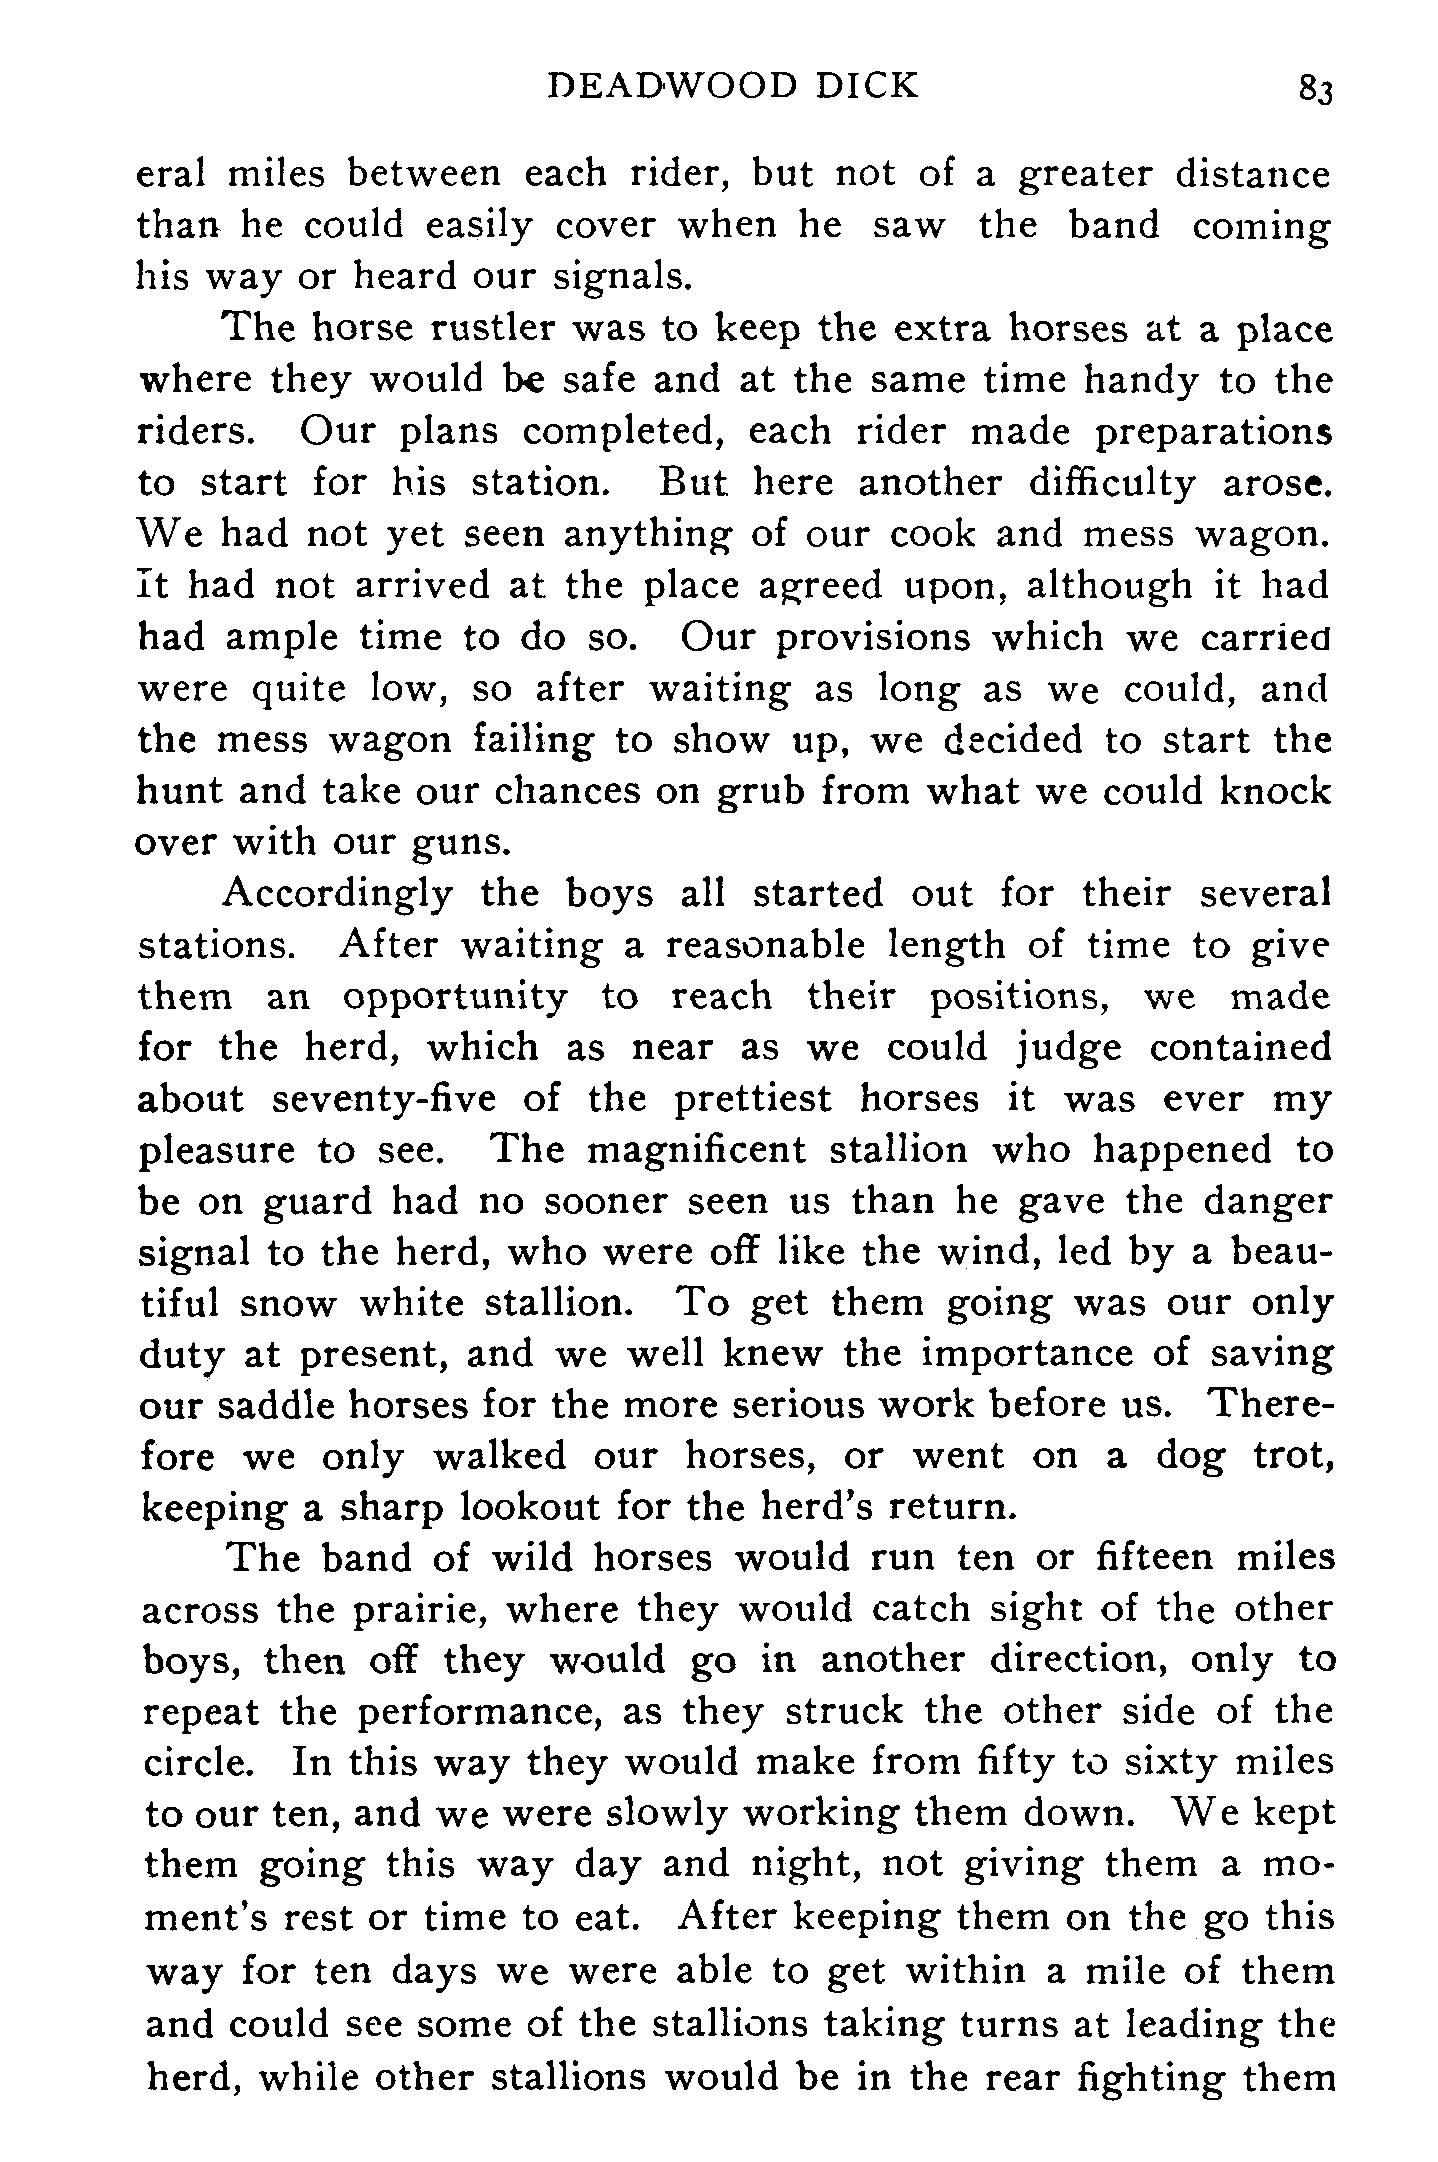 DEADWOOD DICK 83
eral miles between each rider, but not of a greater distance
than he could easily cover when he saw the band coming
his way or heard our signals.
The horse rustler was to keep the extra horses at a place
where they would be safe and at the same time handy to the
riders. Our plans completed, each rider made preparations
to start for his station. But here another difficulty arose.
We had not yet seen anything of our cook and mess wagon.
It had not arrived at the place agreed upon, although it had
had ample time to do so. Our provisions which we carried
were quite low, so after waiting as long as we could, and
the mess wagon failing to show up, we decided to start the
hunt and take our chances on grub from what we could knock
over with our guns.
Accordingly the boys all started out for their several
stations. After waiting a reasonable length of time to give
them an opportunity to reach their positions, we made
for the herd, which as near as we could judge contained
about seventy-five of the prettiest horses it was ever my
pleasure to see. The magnificent stallion who happened to
be on guard had no sooner seen us than he gave the danger
signal to the herd, who were off like the wind, led by a beau-
tiful snow white stallion. To get them going was our only
duty at present, and we well knew the importance of saving
our saddle horses for the more serious work before us. There-
fore we only walked our horses, or went on a dog trot,
keeping a sharp lookout for the herd's return.
The band of wild horses would run ten or fifteen miles
across the prairie, where they would catch sight of the other
boys, then off they would go in another direction, only to
repeat the performance, as they struck the other side of the
circle. In this way they would make from fifty to sixty miles
to our ten, and we were slowly working them down. We kept
them going this way day and night, not giving them a mo-
ment's rest or time to eat. After keeping them on the go this
way for ten days we were able to get within a mile of them
and could see some of the stallions taking turns at leading the
herd, while other stallions would be in the rear fighting them